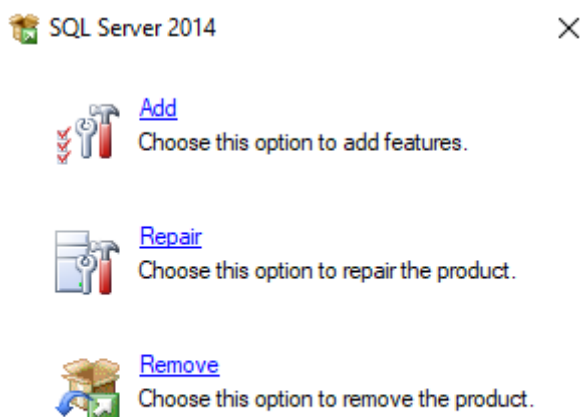 SQL Server 2014
Add
Choose this option to add features.
Repair
Choose this option to repair the product.
Remove
Choose this option to remove the product.